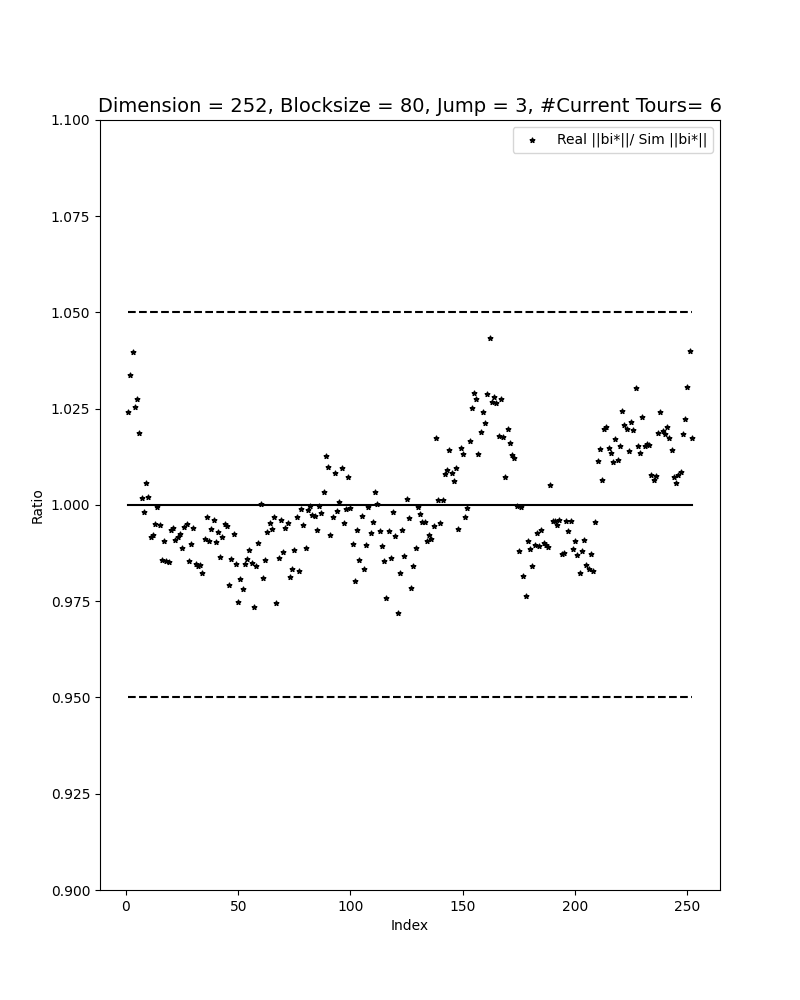 Dimension = 252, Blocksize = 80, Jump = 3, #Current Tours= 6
Real ||bi*||/ Sim ||bi*||
1.100
1.075
1.050
1.025
1.000
0.975
0.950
0.925
0.900
Ratio
0 50 100 150 200 250
Index